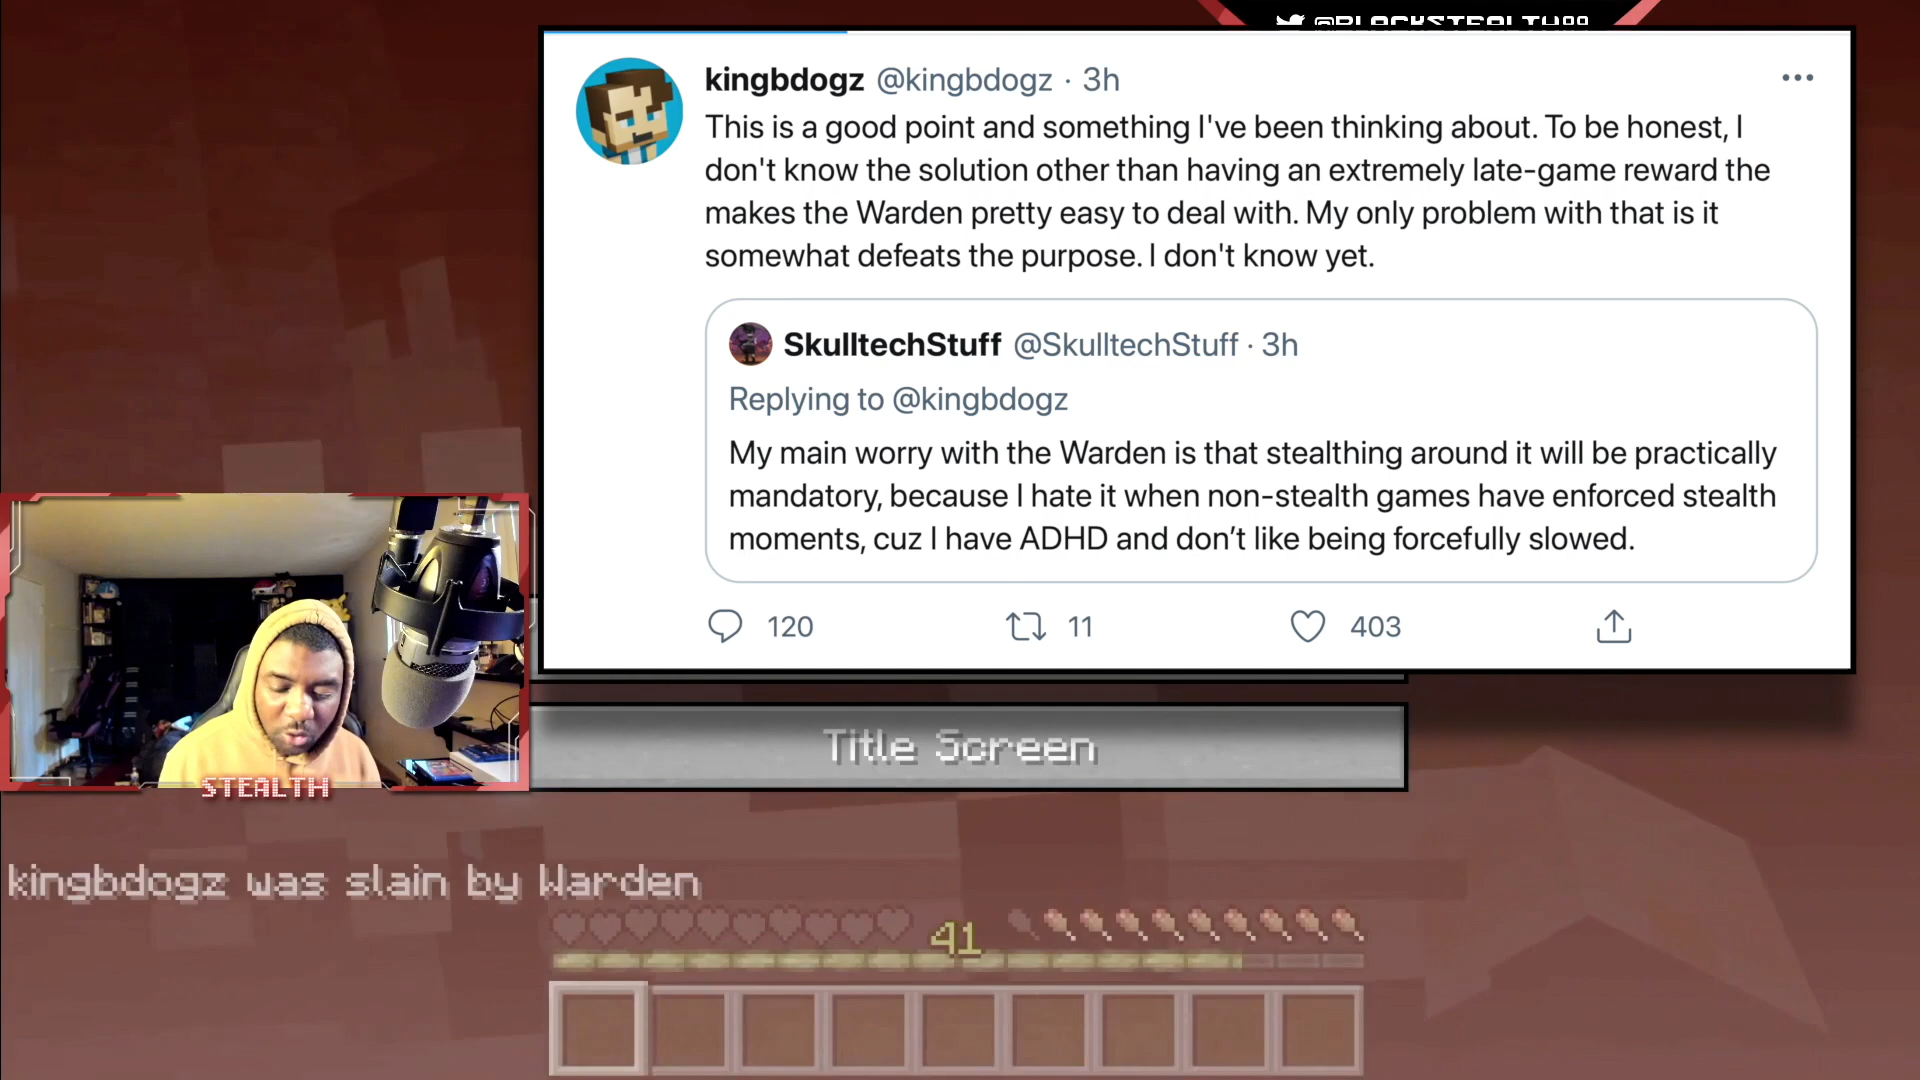 @BLACKSTEALTH99
kingbdogz @kingbdogz · 3h
This is a good point and something I've been thinking about. To be honest, I
don't know the solution other than having an extremely late-game reward the
makes the Warden pretty easy to deal with. My only problem with that is it
somewhat defeats the purpose. I don't know yet.
SkulltechStuff @SkulltechStuff · 3h
Replying to @kingbdogz
My main worry with the Warden is that stealthing around it will be practically
mandatory, because I hate it when non-stealth games have enforced stealth
moments, cuz I have ADHD and don’t like being forcefully slowed.
120 11 403
Title Screen
STEALTH
kingbdogz was slain by Warden
41